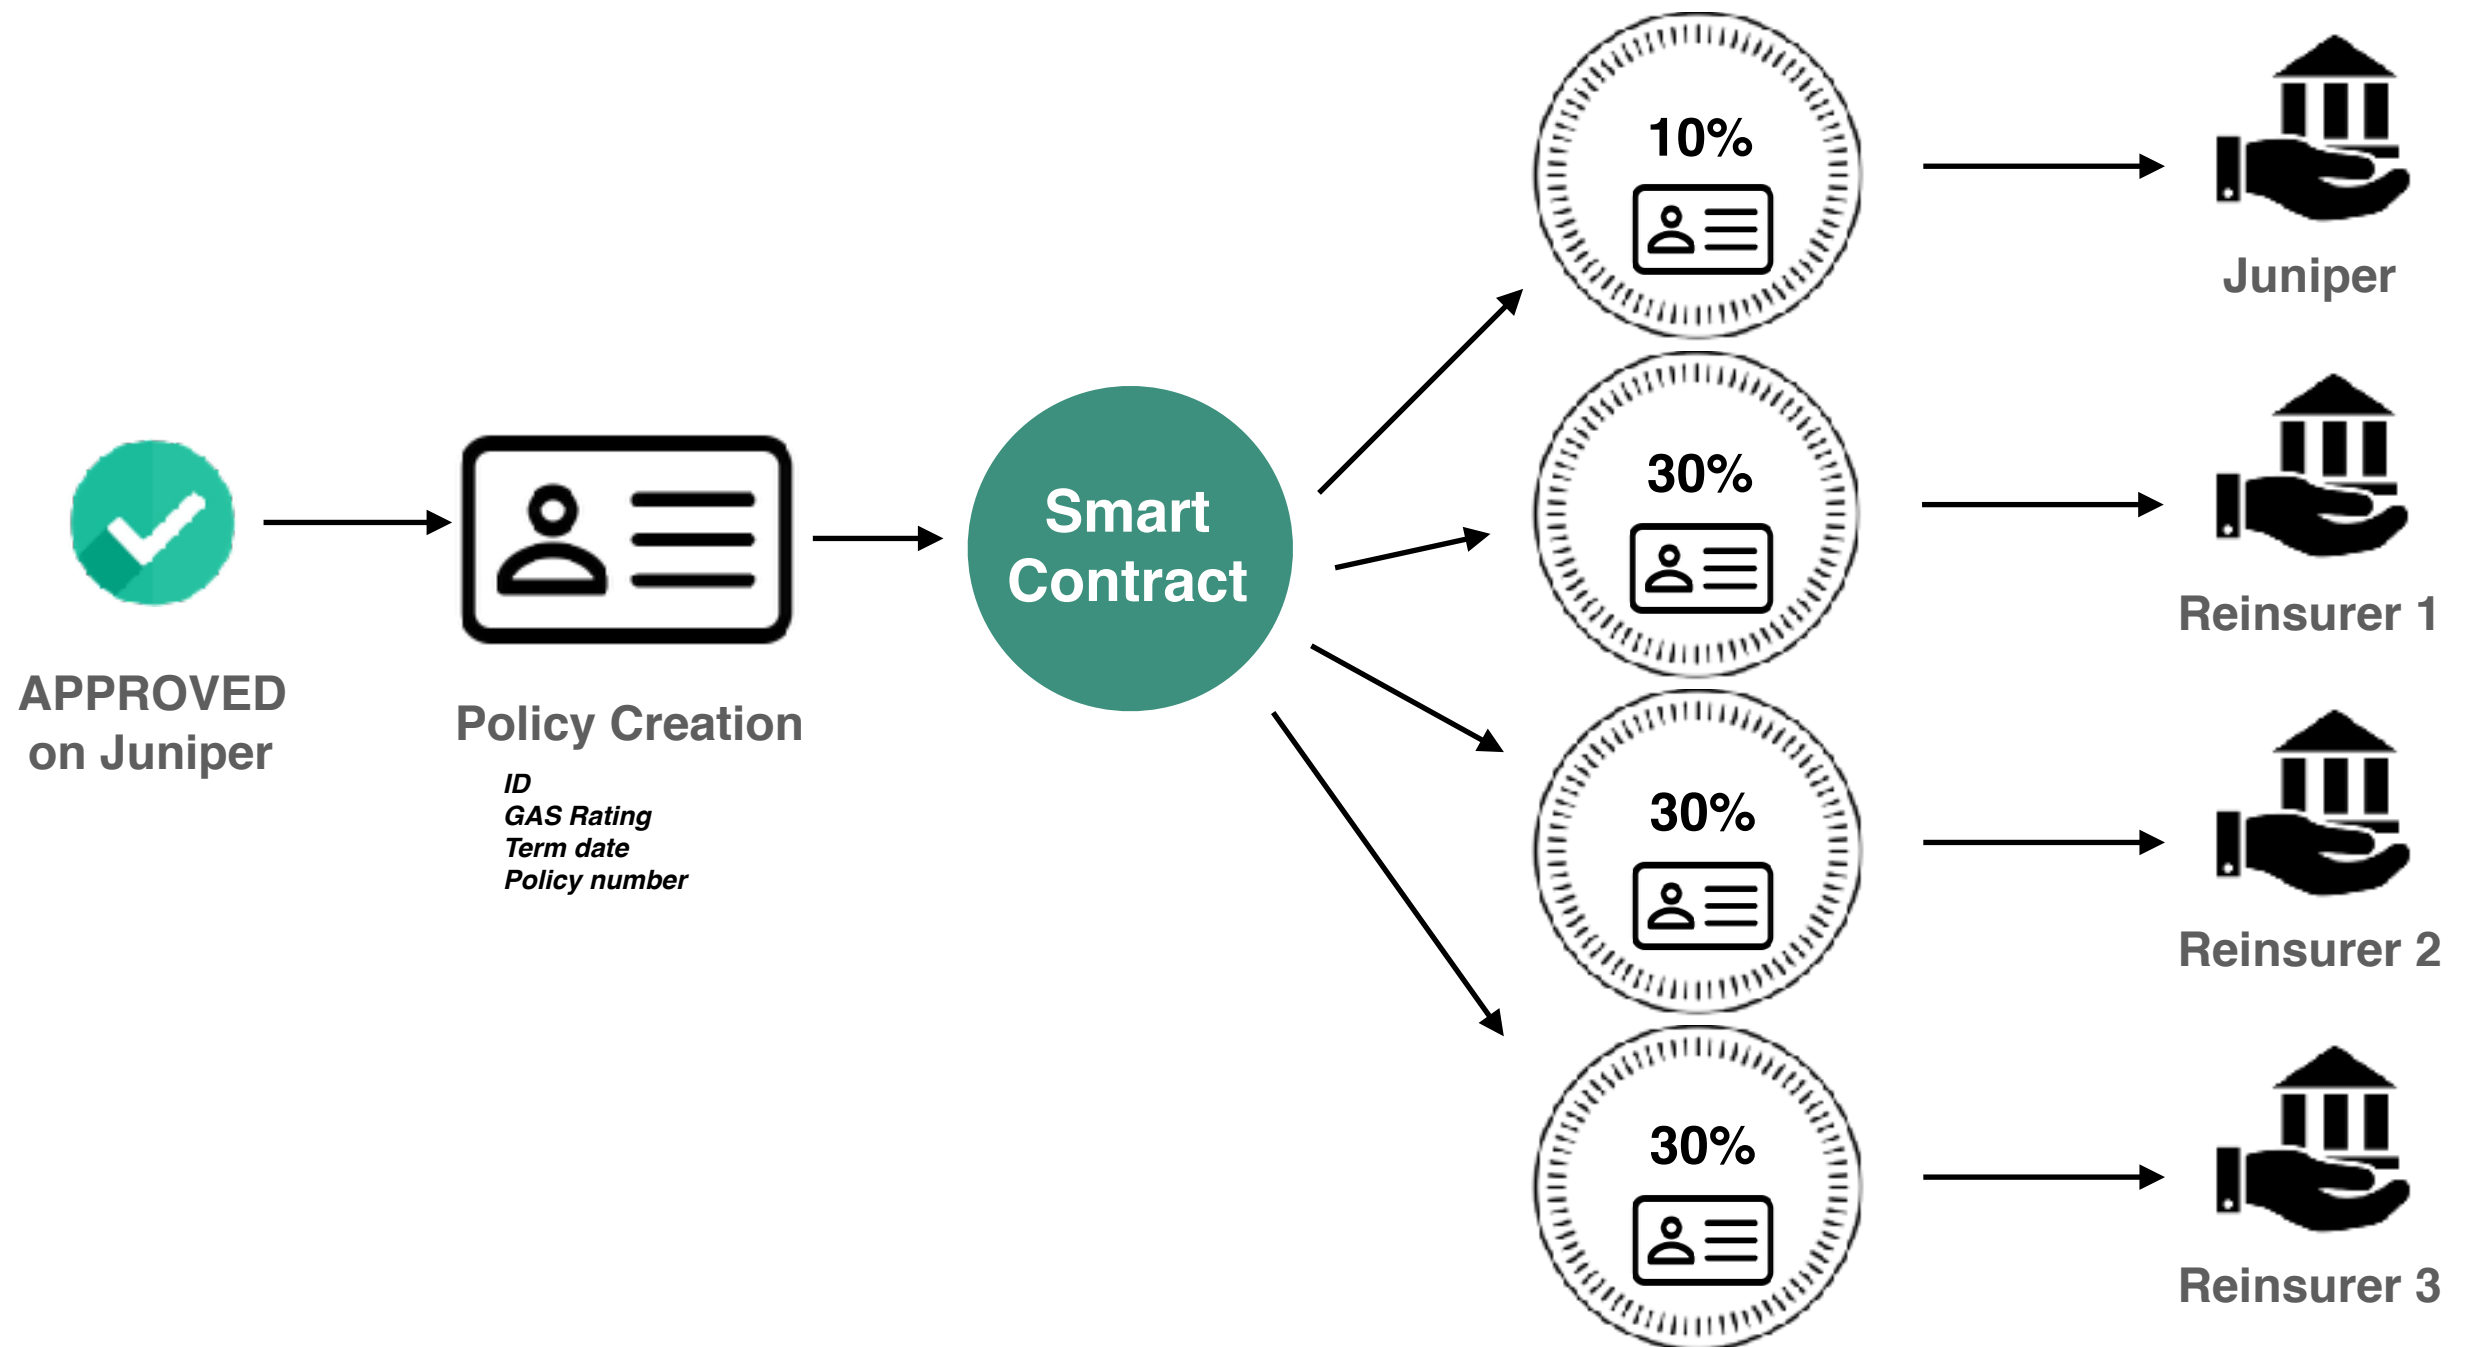 APPROVED
on Juniper
Policy Creation
ID
GAS Rating
Term date
Policy number
Smart
Contract
10%
Juniper
30%
Reinsurer 1
30%
Reinsurer 2
30%
Reinsurer 3